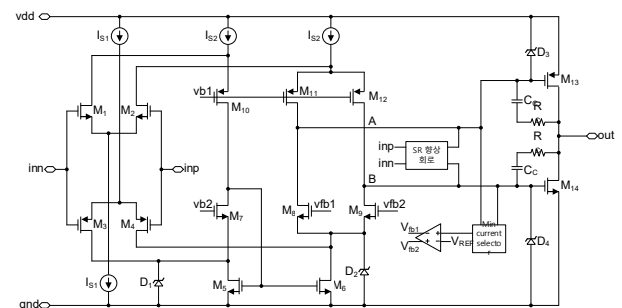 vdd
I_S1
I_S2
I_S2
D_3
M_13
vb1
M_11
M_12
M_10
M_1
M_2
C_C
R_C
A
inp
inn
SR 향상
회로
out
R_C
inn
inp
B
C_C
M_14
vb2
M_7
M_8
vfb1
M_9
vfb2
M_3
M_4
V_fb1
V_fb2
V_REF
Min
current
selecto
r
D_4
I_S1
D_1
M_5
M_6
D_2
gnd